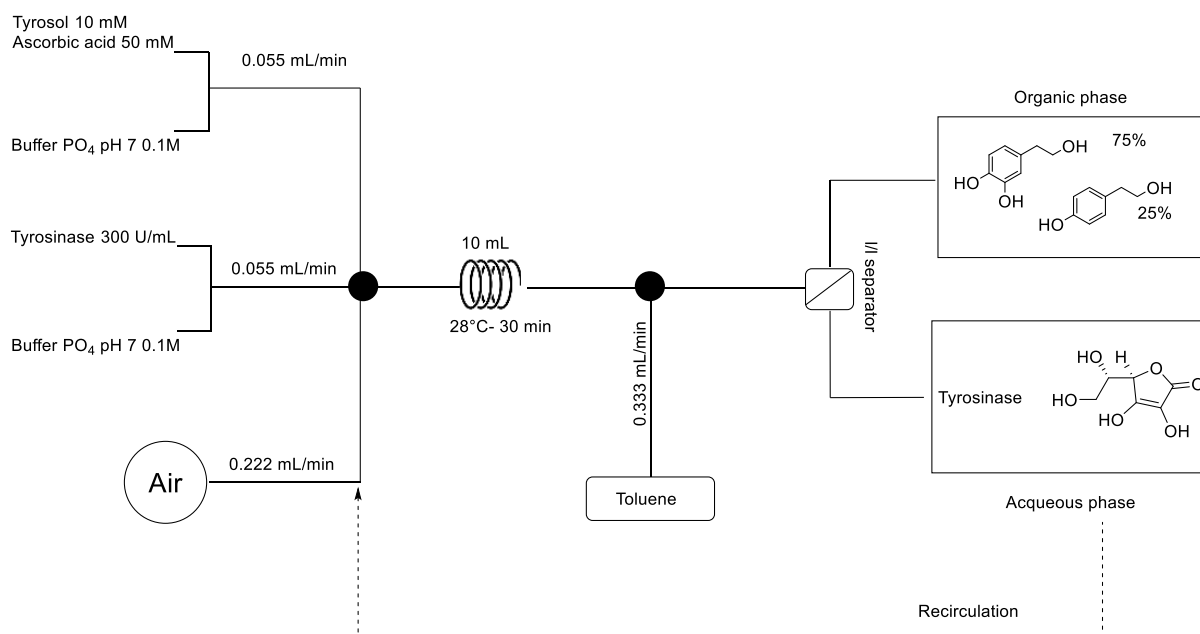 Tyrosol 10 mM
Ascorbic acid 50 mM
0.055 mL/min
Buffer PO₄ pH 7 0.1M
Tyrosinase 300 U/mL
0.055 mL/min
Buffer PO₄ pH 7 0.1M
Air
0.222 mL/min
10 mL
28°C- 30 min
0.333 mL/min
Toluene
l/l separator
Organic phase
OH
75%
HO
OH
OH
25%
HO
Tyrosinase
HO
H
O
O
HO
HO
OH
Acqueous phase
Recirculation